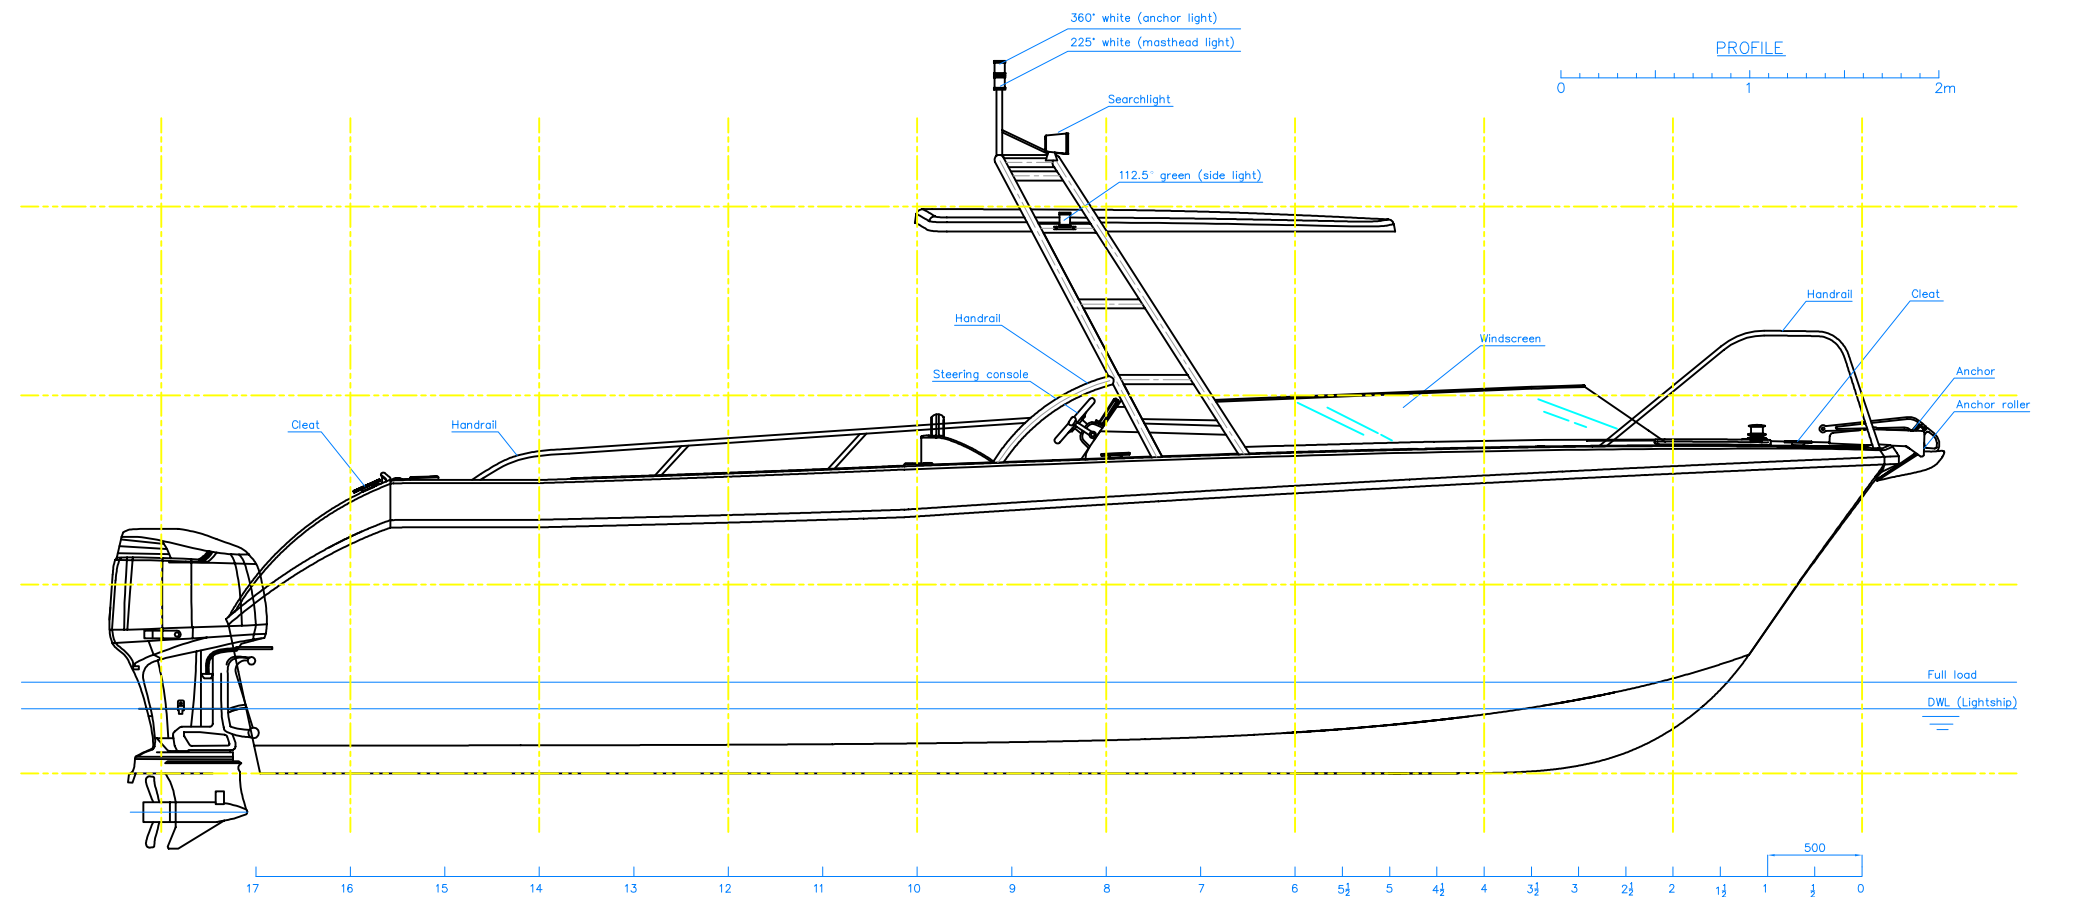 360° white (anchor light)
225° white (masthead light)
PROFILE
0 1 2m
Searchlight
112.5° green (side light)
Handrail
Cleat
Handrail
Windscreen
Steering console
Anchor
Anchor roller
Cleat
Handrail
Full load
DWL (Lightship)
500
17 16 15 14 13 12 11 10 9 8 7 6 5½ 5 4½ 4 3½ 3 2½ 2 1½ 1 ½ 0